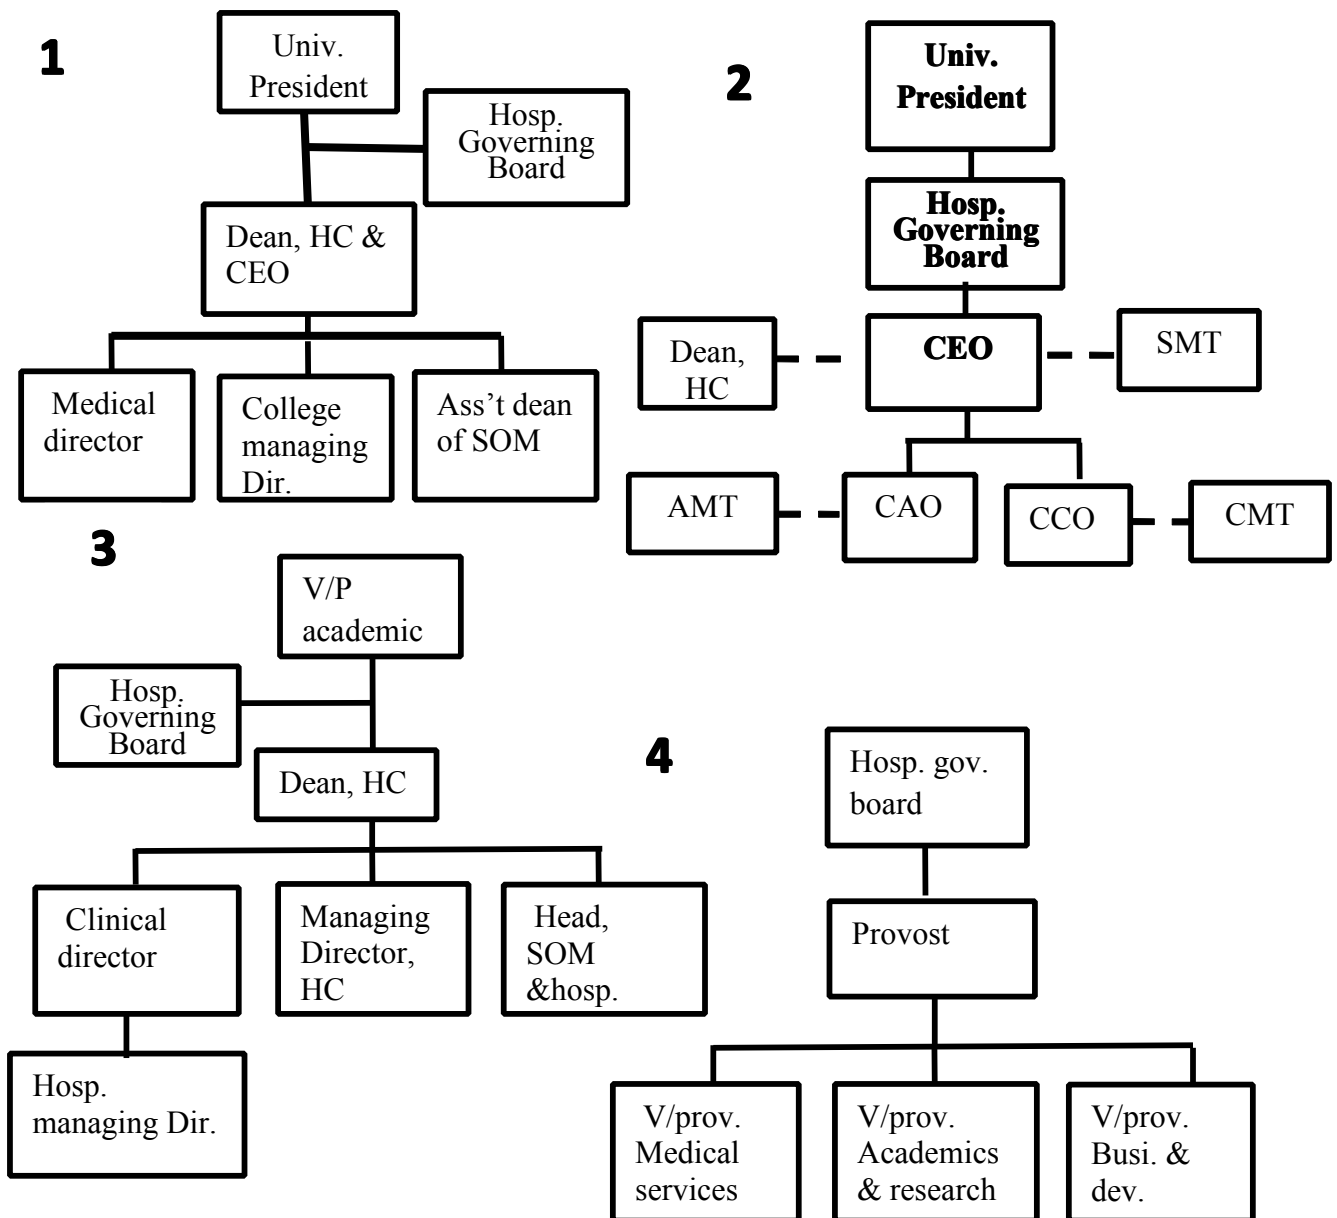 1
Univ.
President
Hosp.
Governing
Board
Dean, HC &
CEO
Medical
director
College
managing
Dir.
Ass’t dean
of SOM
2
Univ.
President
Hosp.
Governing
Board
Dean,
HC
CEO
SMT
AMT
CAO
CCO
CMT
3
V/P
academic
Hosp.
Governing
Board
Dean, HC
Clinical
director
Managing
Director,
HC
Head,
SOM
&hosp.
Hosp.
managing Dir.
4
Hosp. gov.
board
Provost
V/prov.
Medical
services
V/prov.
Academics
& research
V/prov.
Busi. &
dev.